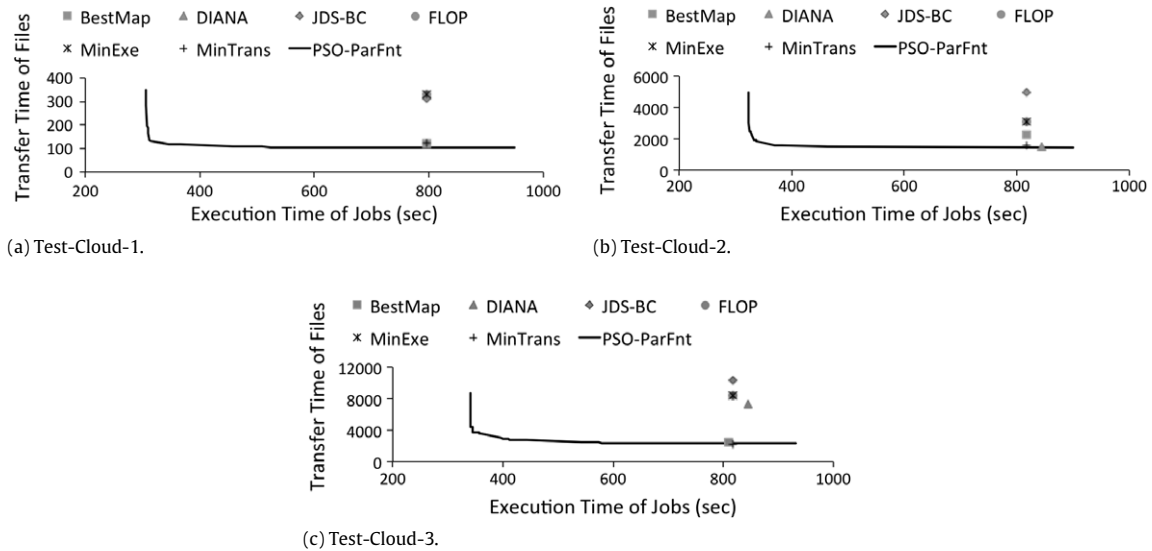 BestMap DIANA JDS-BC FLOP
MinExe MinTrans PSO-ParFnt
Transfer Time of Files
400
300
200
100
0
200 400 600 800 1000
Execution Time of Jobs (sec)
(a) Test-Cloud-1.
BestMap DIANA JDS-BC FLOP
MinExe MinTrans PSO-ParFnt
Transfer Time of Files
6000
4000
2000
0
200 400 600 800 1000
Execution Time of Jobs (sec)
(b) Test-Cloud-2.
BestMap DIANA JDS-BC FLOP
MinExe MinTrans PSO-ParFnt
Transfer Time of Files
12000
8000
4000
0
200 400 600 800 1000
Execution Time of Jobs (sec)
(c) Test-Cloud-3.